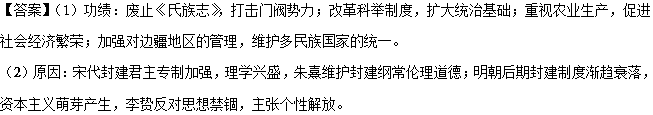 【答案】（1）功绩：废止《氏族志》，打击门阀势力；改革科举制度，扩大统治基础；重视农业生产，促进
社会经济繁荣；加强对边疆地区的管理，维护多民族国家的统一。
（2）原因：宋代封建君主专制加强，理学兴盛，朱熹维护封建纲常伦理道德；明朝后期封建制度渐趋衰落，
资本主义萌芽产生，李贽反对思想禁锢，主张个性解放。